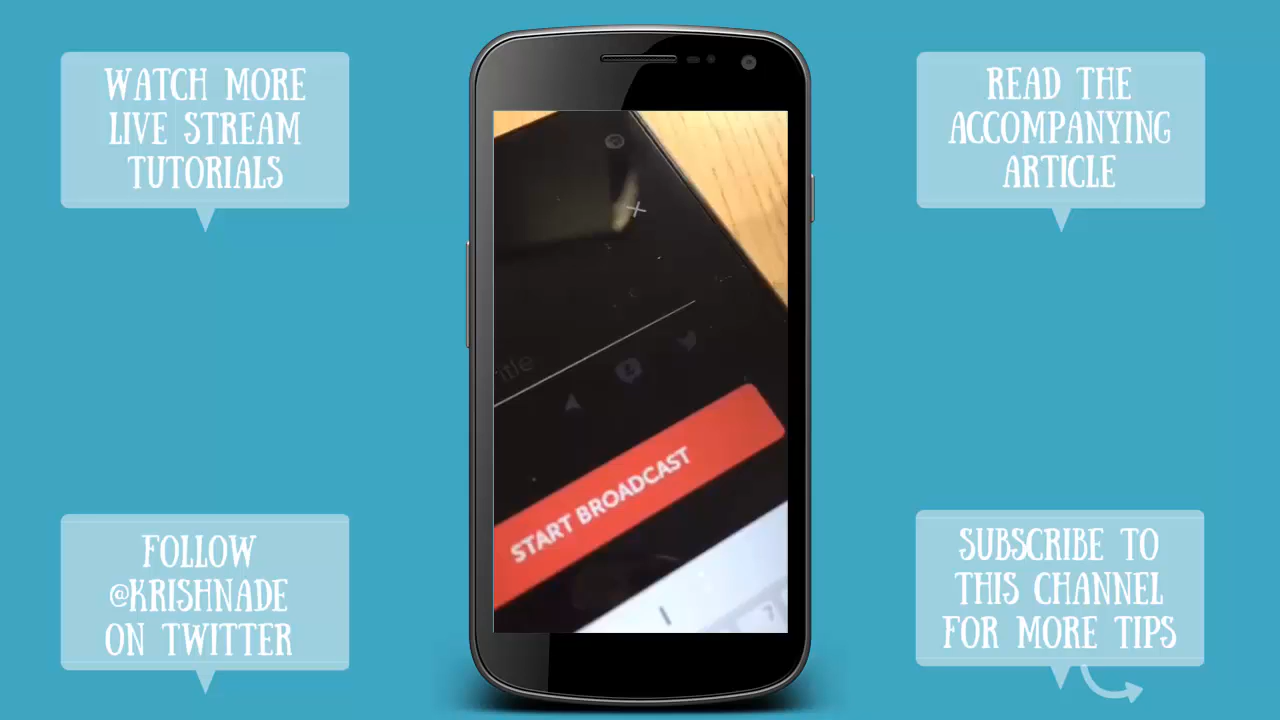 WATCH MORE
LIVE STREAM
TUTORIALS
READ THE
ACCOMPANYING
ARTICLE
START BROADCAST
FOLLOW
@KRISHNADE
ON TWITTER
SUBSCRIBE TO
THIS CHANNEL
FOR MORE TIPS